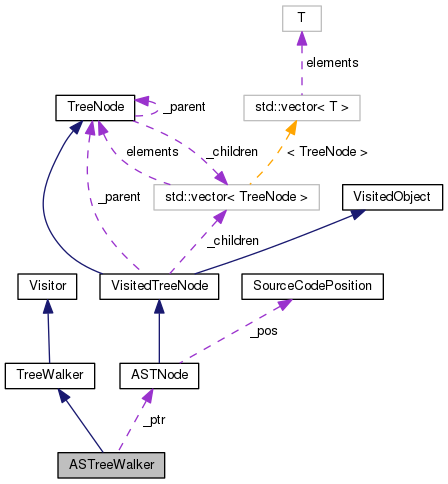 T
elements
TreeNode
std::vector< T >
_parent
elements
_children
< TreeNode >
_parent
std::vector< TreeNode >
VisitedObject
_children
Visitor
VisitedTreeNode
SourceCodePosition
_pos
TreeWalker
ASTNode
_ptr
ASTreeWalker